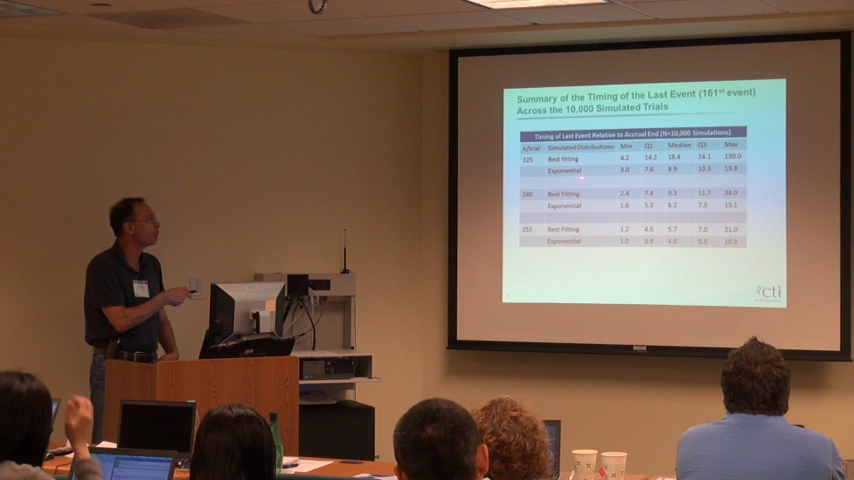 Summary of the Timing of the Last Event (161st event)
Across the 10,000 Simulated Trials
Timing of Last Event Relative to Accrual End (N=10,000 Simulations)
n/trial Simulated Distributions Min Q1 Median Q3 Max
225 Best fitting 4.2 14.2 18.4 24.1 130.0
Exponential 3.0 7.6 8.9 10.3 19.8
240 Best Fitting 2.4 7.4 9.3 11.7 34.0
Exponential 1.6 5.3 6.2 7.3 15.1
255 Best Fitting 1.2 4.6 5.7 7.0 21.0
Exponential 1.0 3.9 4.6 5.5 10.3
cti